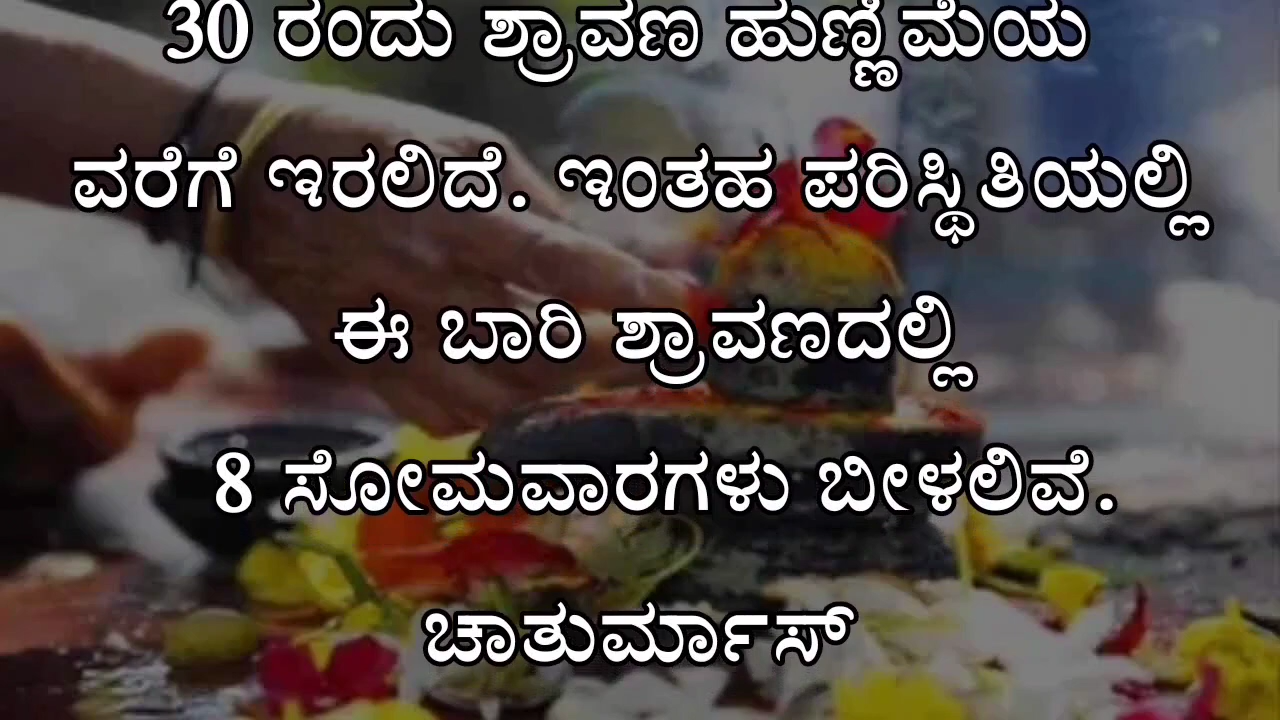 30 ರಂದು ಶ್ರಾವಣ ಹುಣ್ಣಿಮೆಯ
ವರೆಗೆ ಇರಲಿದೆ. ಇಂತಹ ಪರಿಸ್ಥಿತಿಯಲ್ಲಿ
ಈ ಬಾರಿ ಶ್ರಾವಣದಲ್ಲಿ
8 ಸೋಮವಾರಗಳು ಬೀಳಲಿವೆ.
ಚಾತುರ್ಮಾಸ್